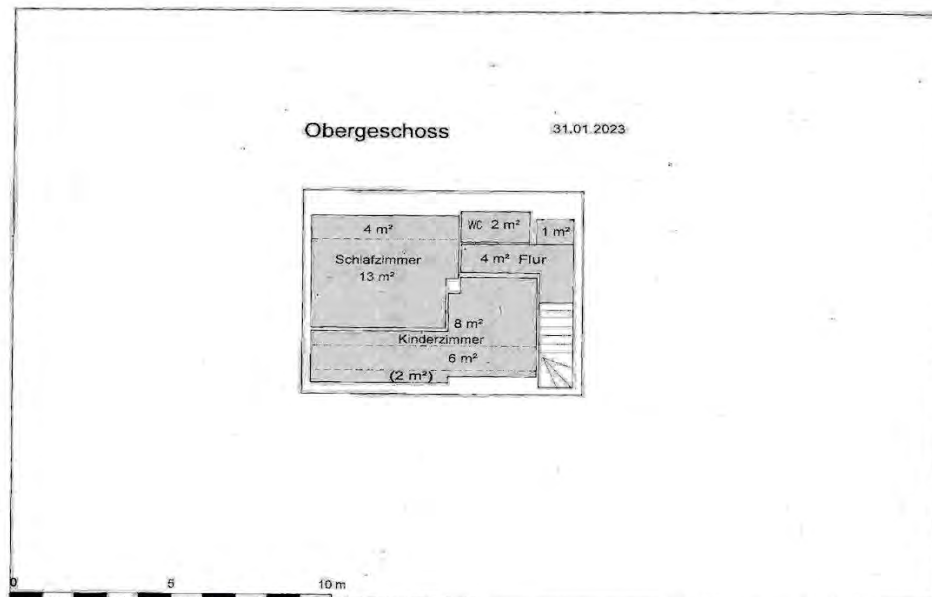 Obergeschoss 31.01.2023
4 m²
WC 2 m²
1 m²
Schlafzimmer
13 m²
4 m² Flur
8 m²
Kinderzimmer
6 m²
(2 m²)
0 5 10 m